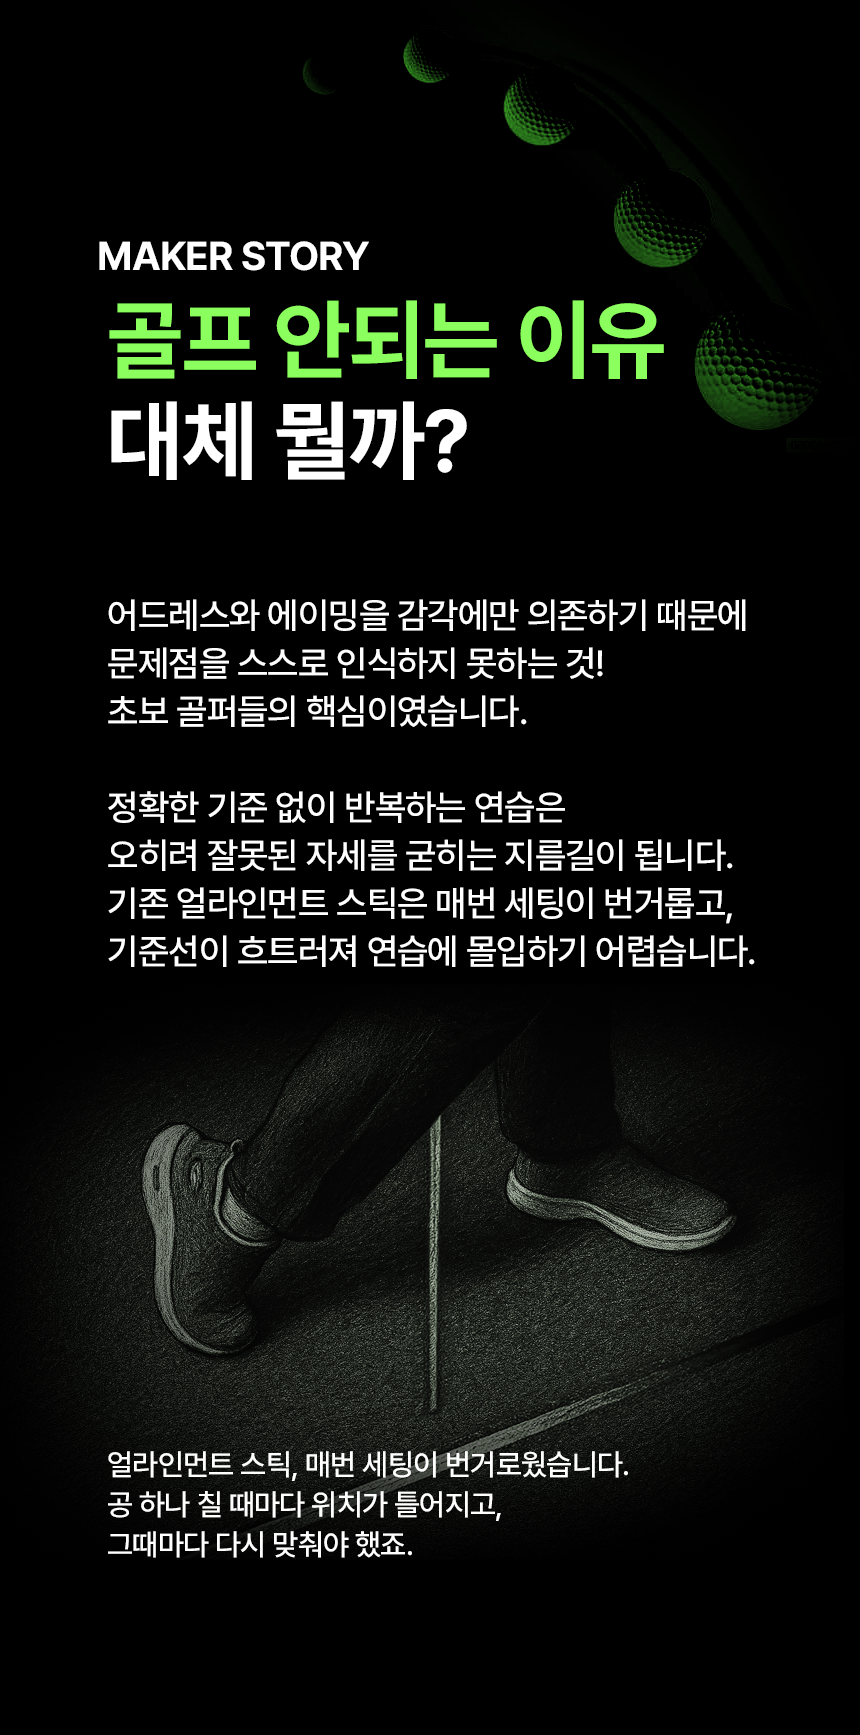 MAKER STORY
골프 안되는 이유
대체 뭘까?
어드레스와 에이밍을 감각에만 의존하기 때문에
문제점을 스스로 인식하지 못하는 것!
초보 골퍼들의 핵심이였습니다.
정확한 기준 없이 반복하는 연습은
오히려 잘못된 자세를 굳히는 지름길이 됩니다.
기존 얼라인먼트 스틱은 매번 세팅이 번거롭고,
기준선이 흐트러져 연습에 몰입하기 어렵습니다.
얼라인먼트 스틱, 매번 세팅이 번거로웠습니다.
공 하나 칠 때마다 위치가 틀어지고,
그때마다 다시 맞춰야 했죠.